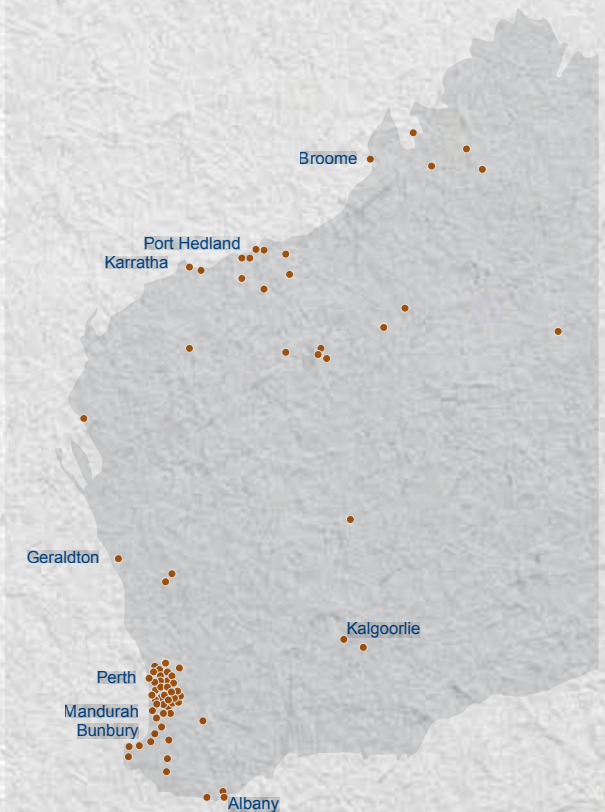 Broome
Port Hedland
Karratha
Geraldton
Kalgoorlie
Perth
Mandurah
Bunbury
Albany